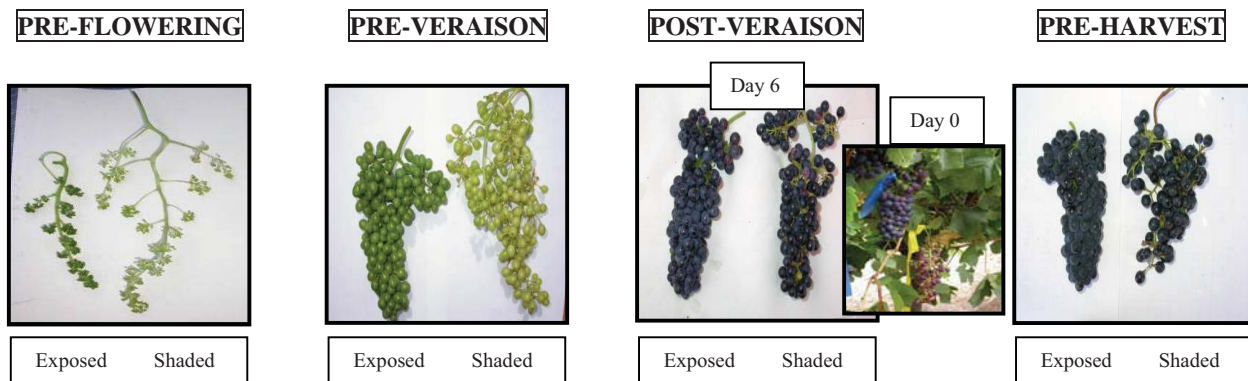 PRE-FLOWERING
PRE-VERAISON
POST-VERAISON
PRE-HARVEST
Day 6
Day 0
Exposed Shaded
Exposed Shaded
Exposed Shaded
Exposed Shaded